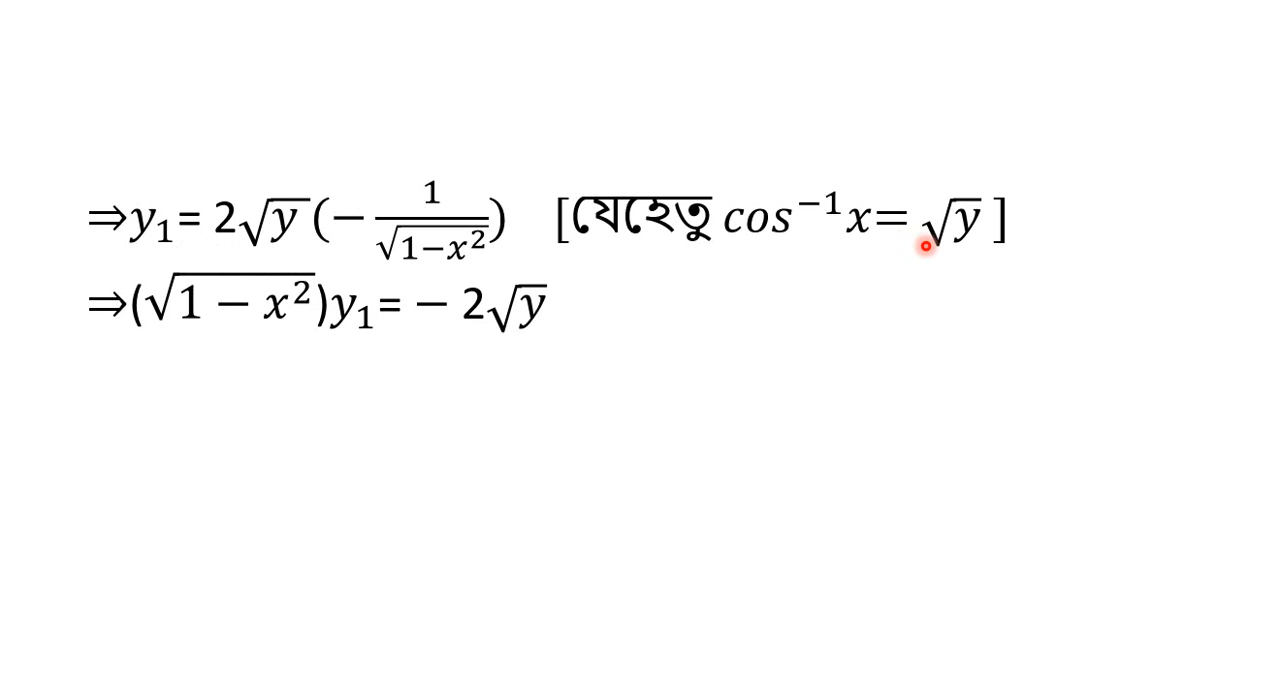 ⇒y₁= 2√y (−1/√(1−x²)) [যেহেতু cos⁻¹x= √y ]
⇒(√(1 − x²))y₁= − 2√y